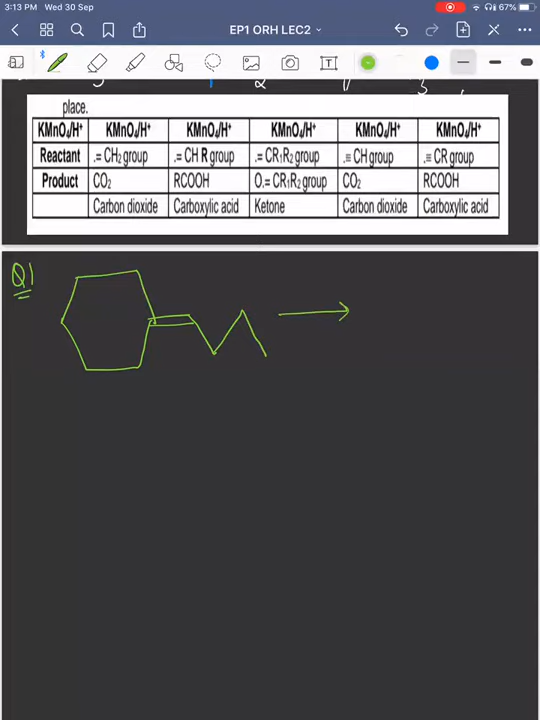 3:13 PM Wed 30 Sep 67%
EP1 ORH LEC2
place.
KMnO₄/H⁺ KMnO₄/H⁺ KMnO₄/H⁺ KMnO₄/H⁺ KMnO₄/H⁺ KMnO₄/H⁺
Reactant .= CH₂ group .= CH R group .= CR₁R₂ group .≡ CH group .≡ CR group
Product CO₂ RCOOH O.= CR₁R₂ group CO₂ RCOOH
Carbon dioxide Carboxylic acid Ketone Carbon dioxide Carboxylic acid
Q1